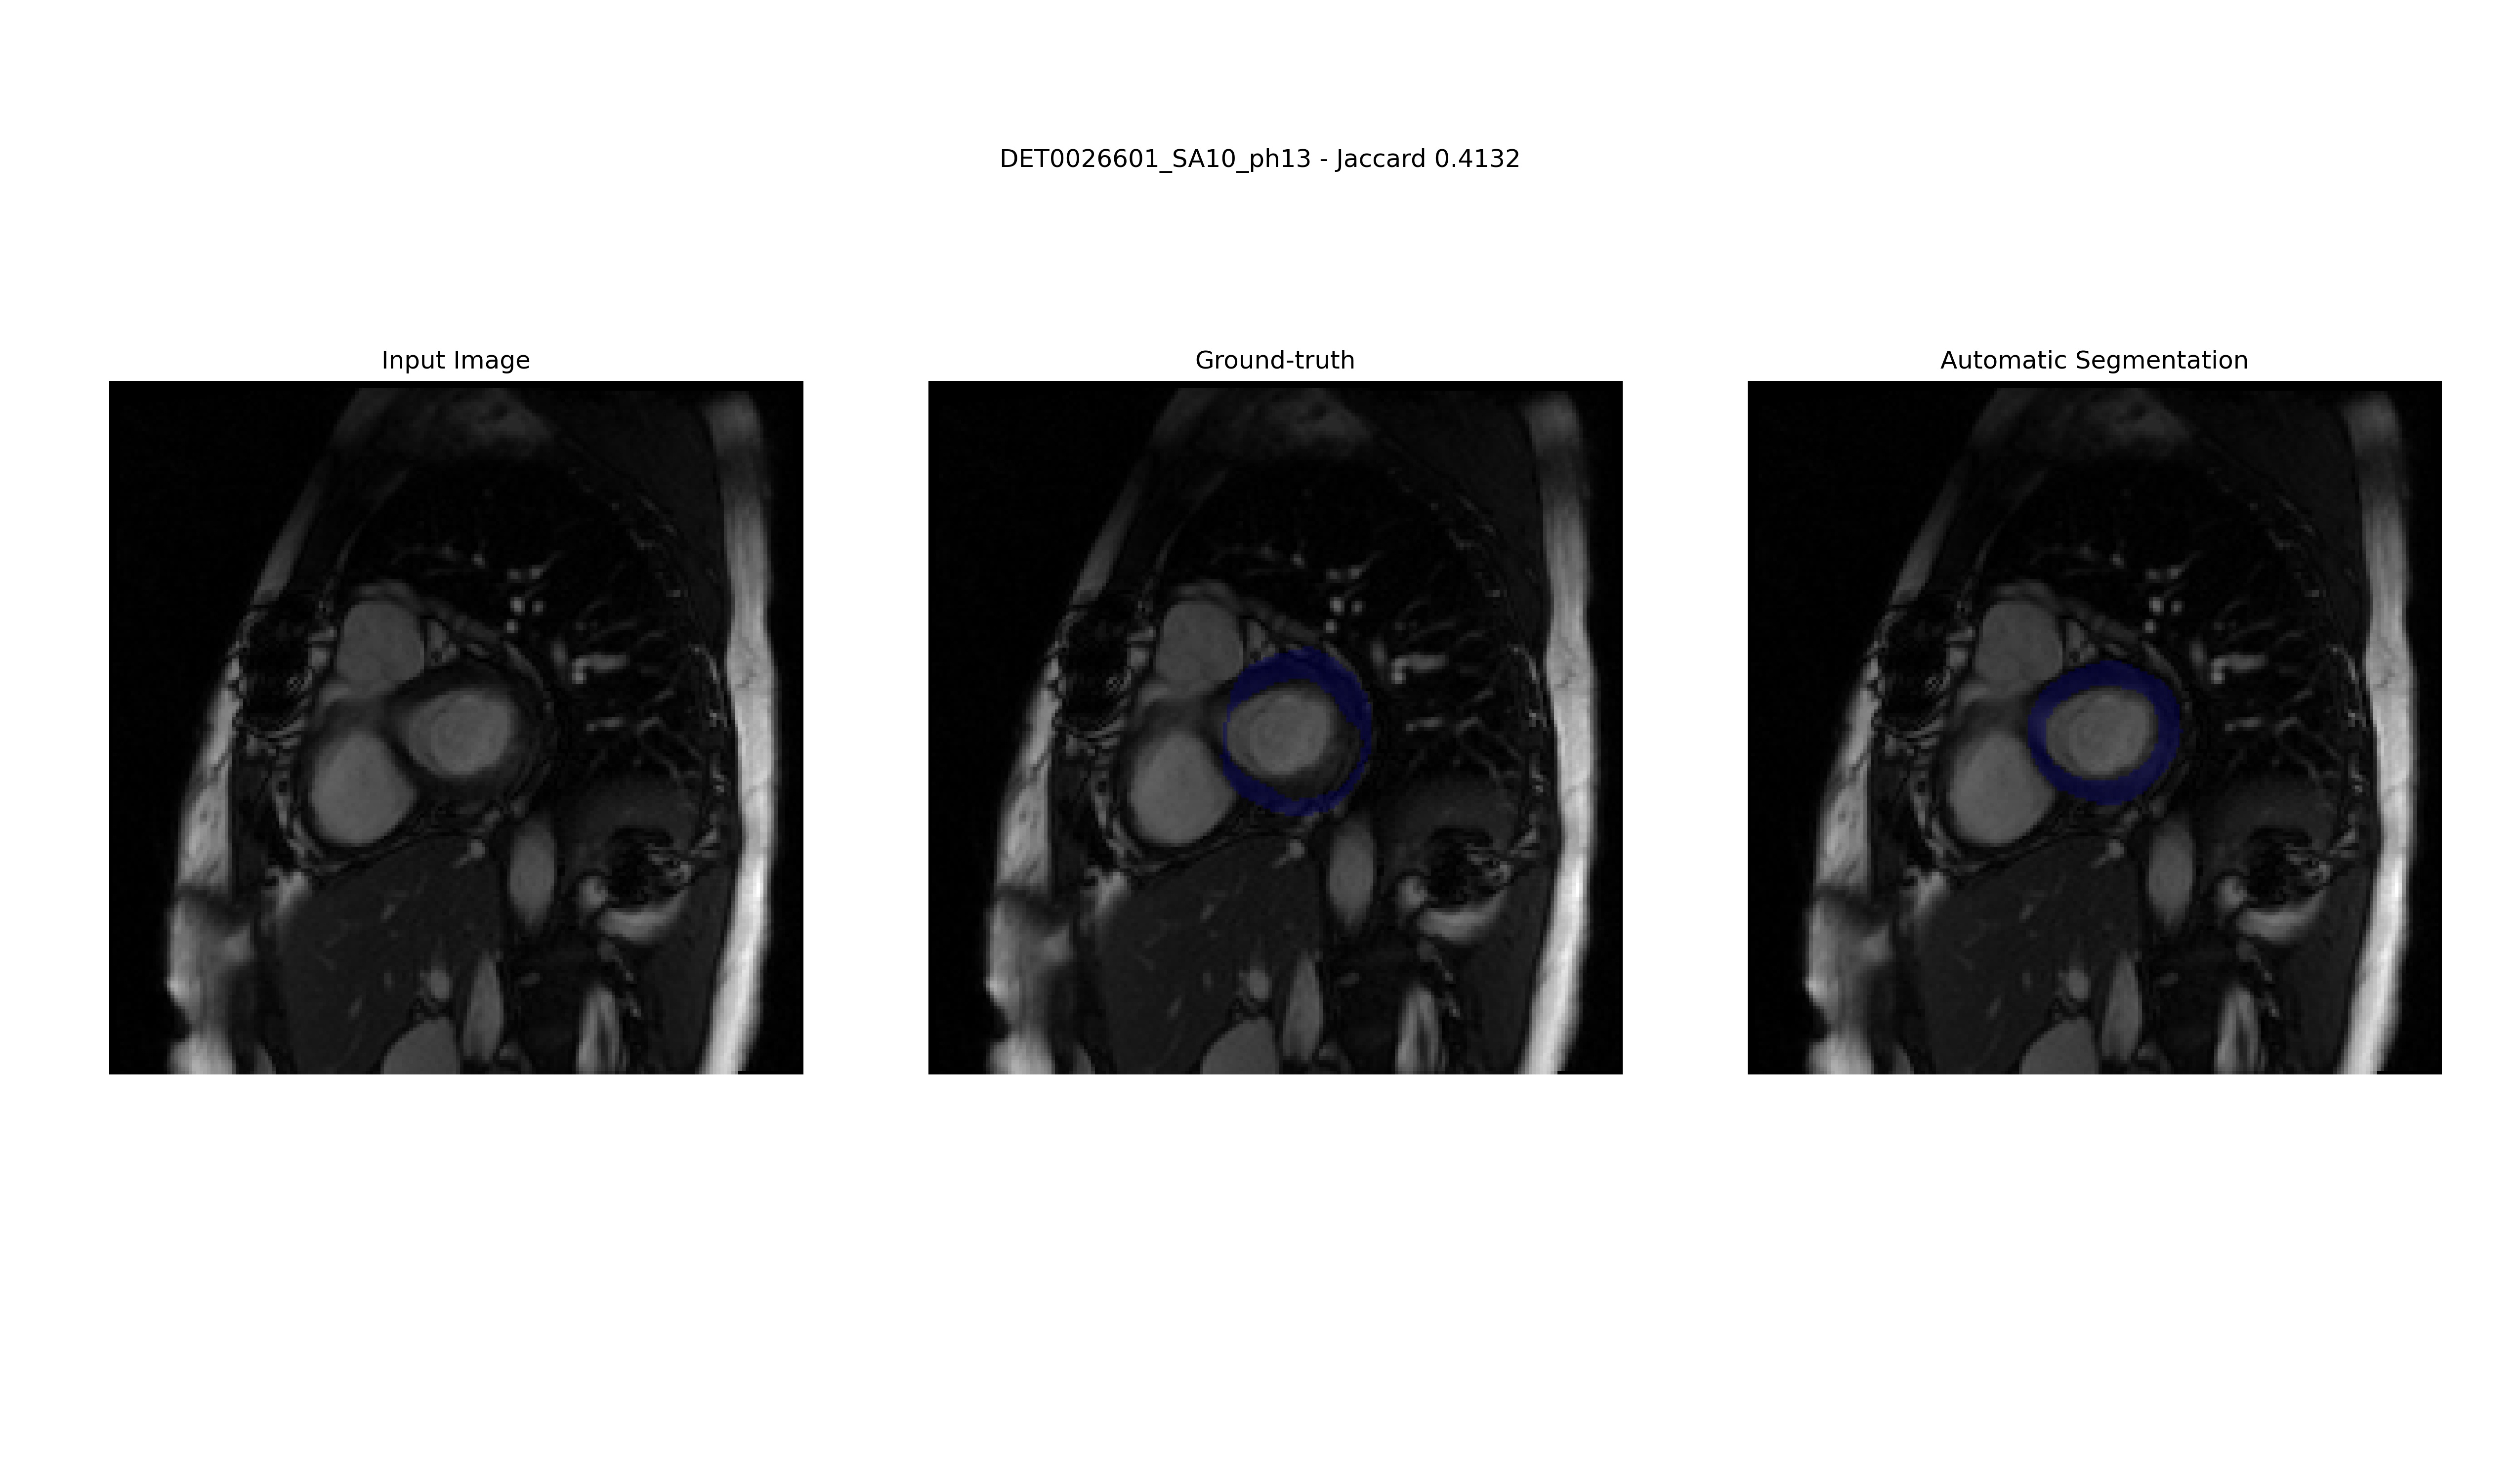 DET0026601_SA10_ph13 - Jaccard 0.4132
Input Image
Ground-truth
Automatic Segmentation